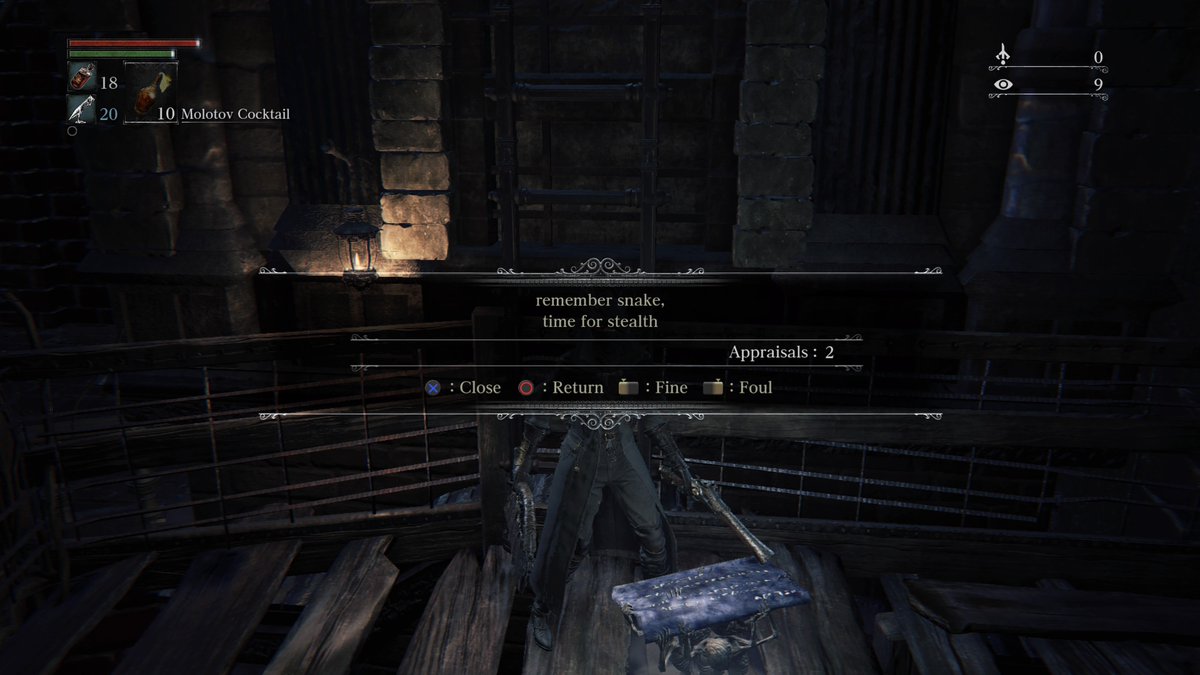 18
20
10 Molotov Cocktail
0
9
remember snake,
time for stealth
Appraisals : 2
: Close : Return : Fine : Foul